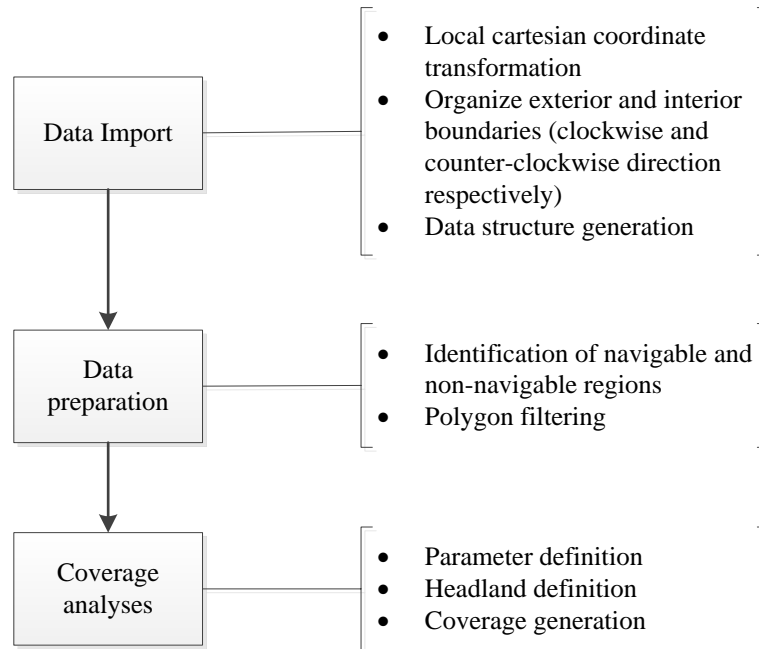 Data Import
• Local cartesian coordinate
transformation
• Organize exterior and interior
boundaries (clockwise and
counter-clockwise direction
respectively)
• Data structure generation
Data
preparation
• Identification of navigable and
non-navigable regions
• Polygon filtering
Coverage
analyses
• Parameter definition
• Headland definition
• Coverage generation